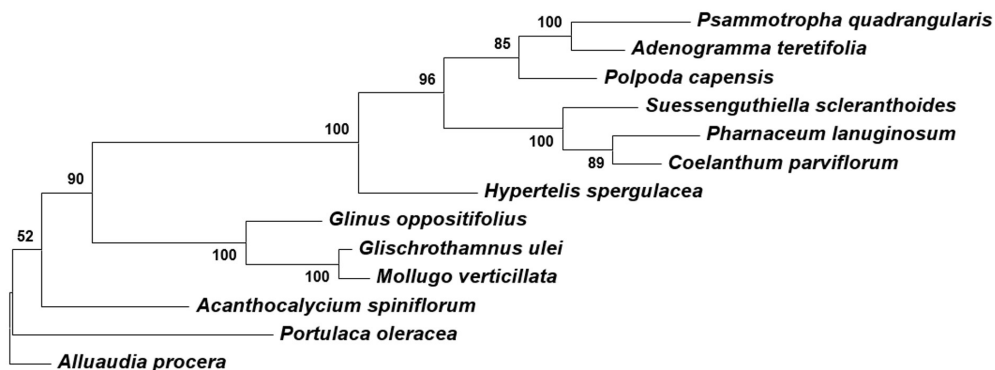 100 Psammotropha quadrangularis
85 Adenogramma teretifolia
96 Polpoda capensis
Suessenguthiella scleranthoides
100 100 Pharnaceum lanuginosum
89 Coelanthum parviflorum
90 Hypertelis spergulacea
Glinus oppositifolius
52 100 Glischrothamnus ulei
100 Mollugo verticillata
Acanthocalycium spiniflorum
Portulaca oleracea
Alluaudia procera